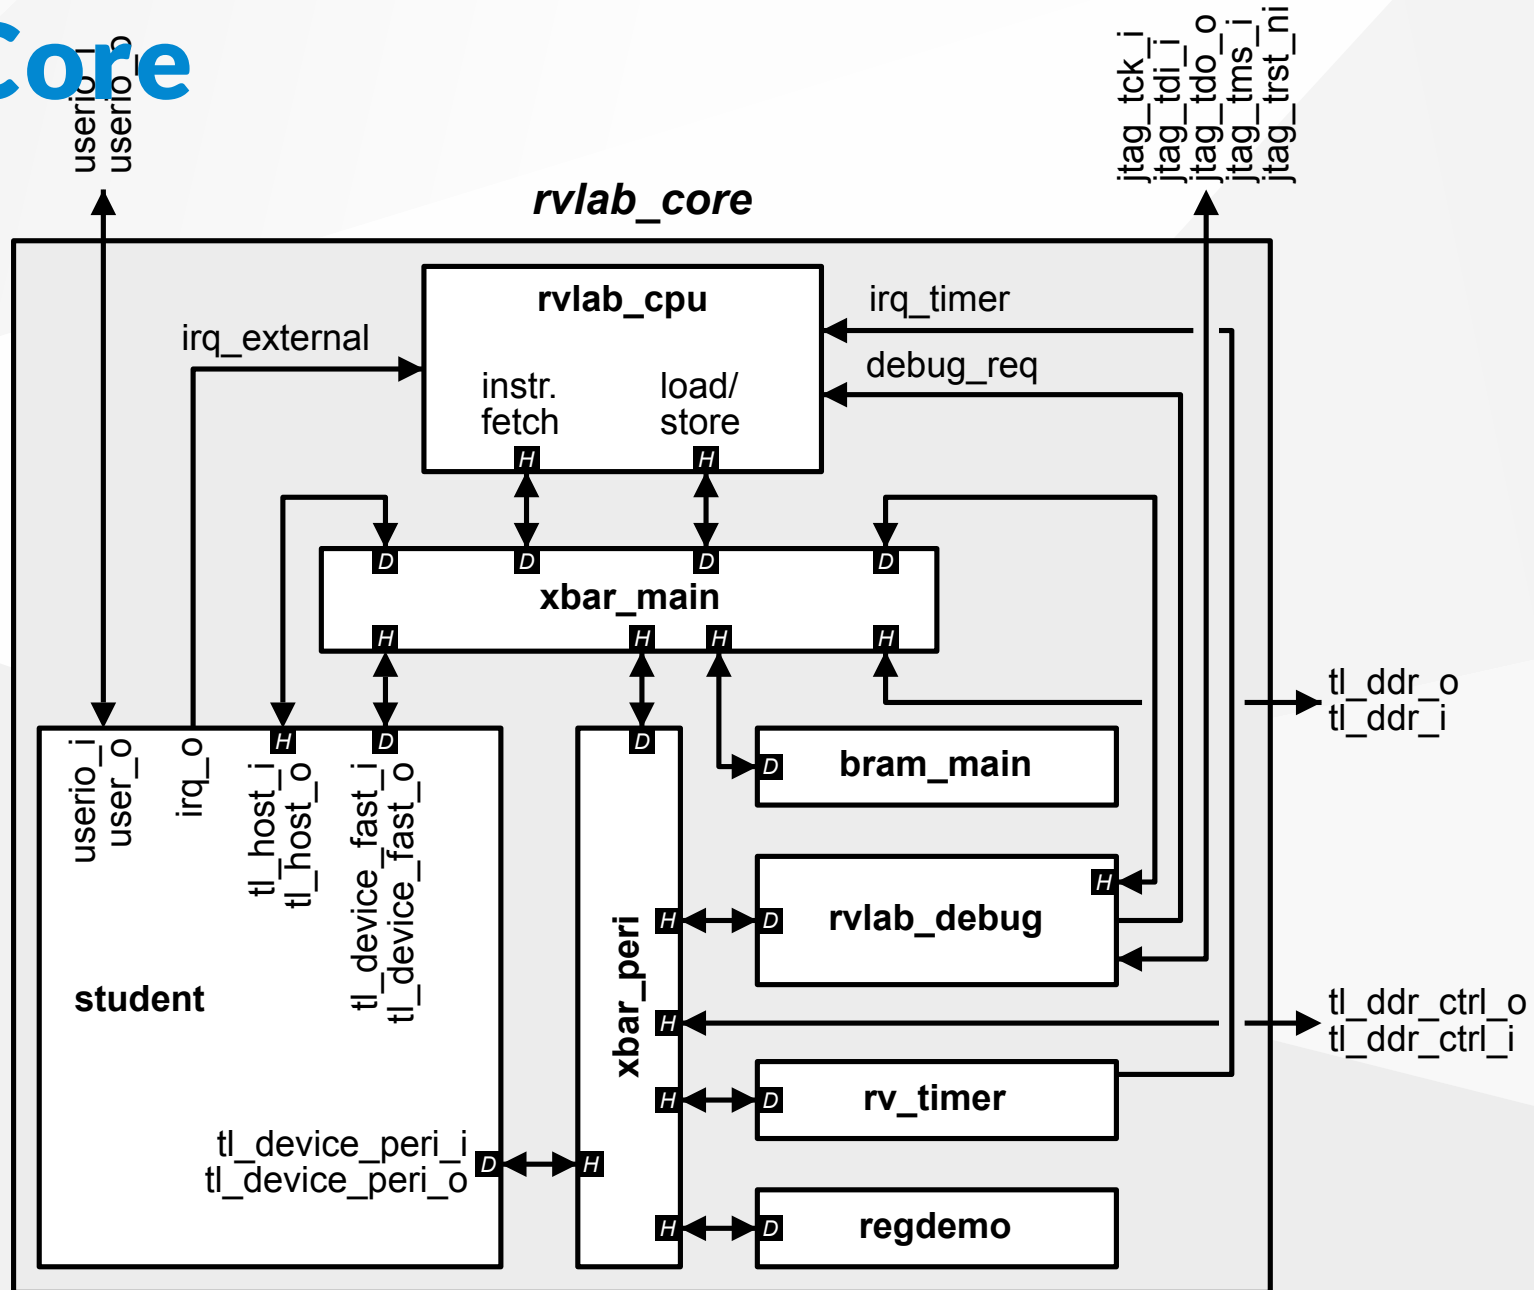 Core
userio_i
userio_o
jtag_tck_i
jtag_tdi_i
jtag_tdo_o
jtag_tms_i
jtag_trst_ni
rvlab_core
rvlab_cpu
irq_timer
irq_external
debug_req
instr.
fetch
load/
store
H
H
D
D
D
D
xbar_main
H
H
H
H
tl_ddr_o
tl_ddr_i
userio_i
user_o
irq_o
H
tl_host_i
tl_host_o
D
tl_device_fast_i
tl_device_fast_o
D
D
bram_main
H
H
D
rvlab_debug
xbar_peri
student
H
tl_ddr_ctrl_o
tl_ddr_ctrl_i
H
D
rv_timer
tl_device_peri_i
tl_device_peri_o
D
H
H
D
regdemo